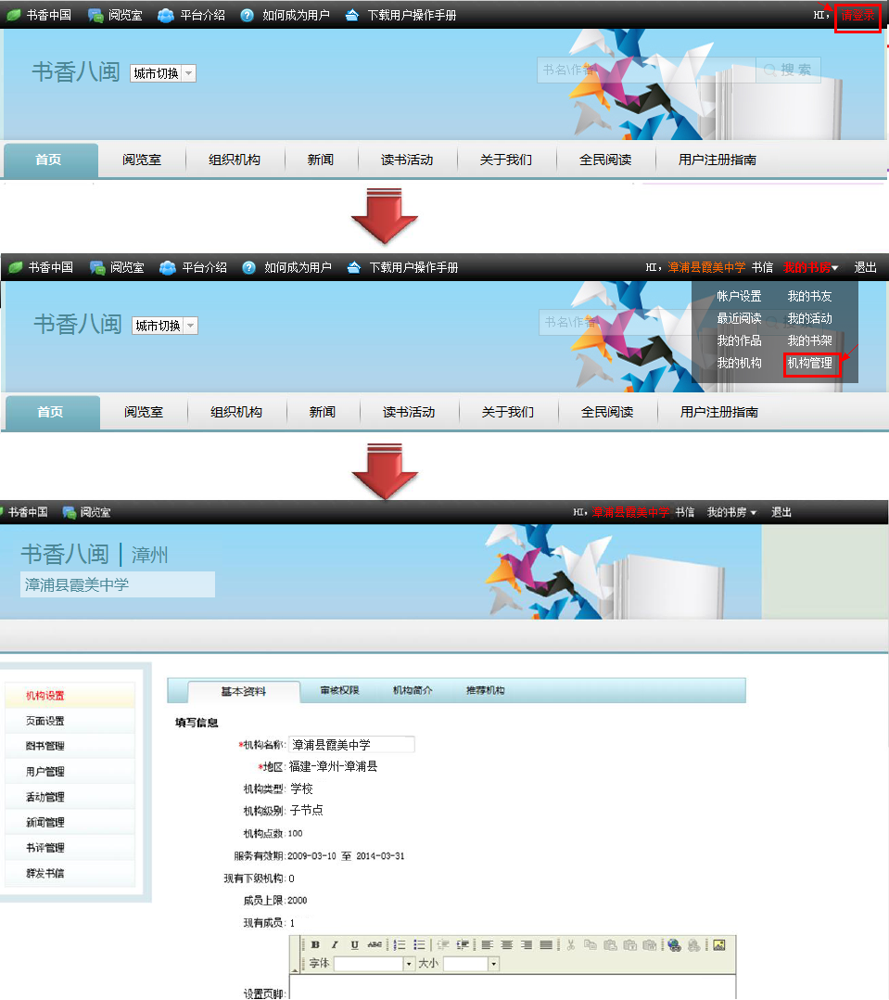 书香中国 阅览室 平台介绍 如何成为用户 下载用户操作手册 HI, 请登录
书香八闽 城市切换 书名\作者 搜索
首页 阅览室 组织机构 新闻 读书活动 关于我们 全民阅读 用户注册指南
书香中国 阅览室 平台介绍 如何成为用户 下载用户操作手册 HI, 漳浦县霞美中学 书信 我的书房 退出
帐户设置 我的书友
书香八闽 城市切换 书名\作者 最近阅读 我的活动
我的作品 我的书架
我的机构 机构管理
首页 阅览室 组织机构 新闻 读书活动 关于我们 全民阅读 用户注册指南
书香中国 阅览室 HI, 漳浦县霞美中学 书信 我的书房 退出
书香八闽 | 漳州
漳浦县霞美中学
机构设置
页面设置
图书管理
用户管理
活动管理
新闻管理
书评管理
群发书信
基本资料 审核权限 机构简介 推荐机构
填写信息
*机构名称: 漳浦县霞美中学
*地区: 福建-漳州-漳浦县
机构类型: 学校
机构级别: 子节点
机构点数: 100
服务有效期: 2009-03-10 至 2014-03-31
现有下级机构: 0
成员上限: 2000
现有成员: 1
B I U ABC
字体 大小
设置页脚: